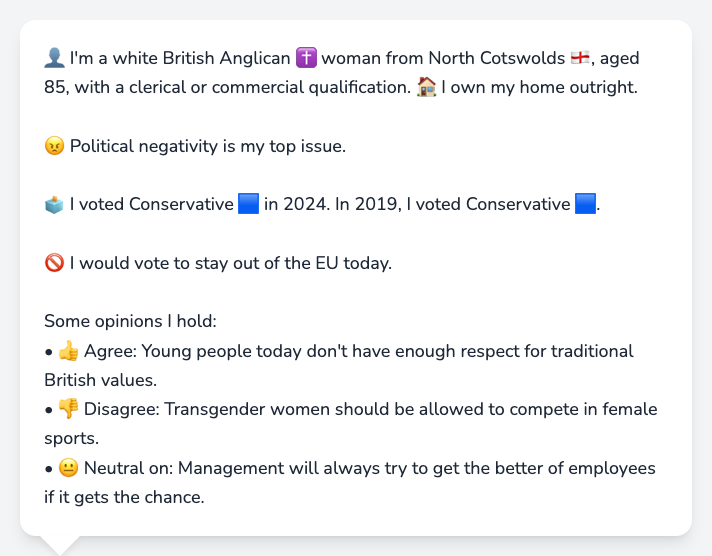 👤 I'm a white British Anglican ✝️ woman from North Cotswolds 🏴󠁧󠁢󠁥󠁮󠁧󠁿, aged
85, with a clerical or commercial qualification. 🏠 I own my home outright.
😠 Political negativity is my top issue.
🗳️ I voted Conservative 🟦 in 2024. In 2019, I voted Conservative 🟦.
🚫 I would vote to stay out of the EU today.
Some opinions I hold:
• 👍 Agree: Young people today don't have enough respect for traditional
British values.
• 👎 Disagree: Transgender women should be allowed to compete in female
sports.
• 😐 Neutral on: Management will always try to get the better of employees
if it gets the chance.